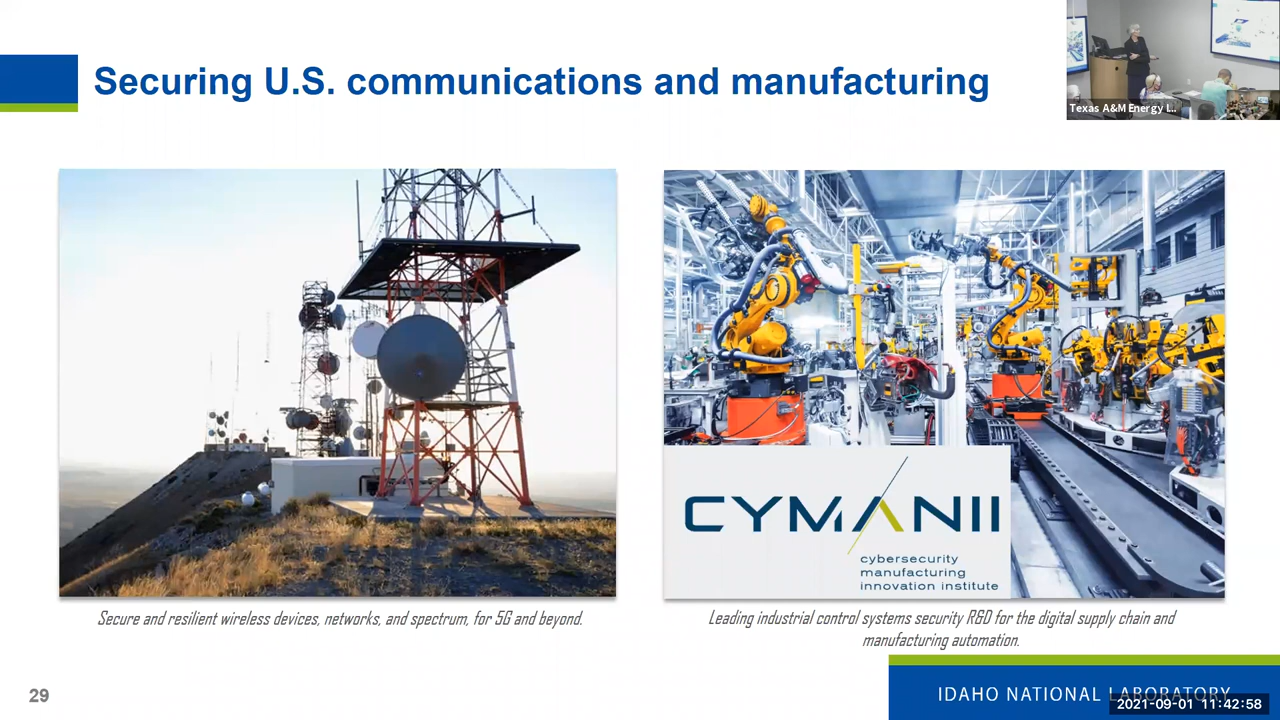 Securing U.S. communications and manufacturing
Texas A&M Energy I...
CYMANII
cybersecurity
manufacturing
innovation institute
Secure and resilient wireless devices, networks, and spectrum, for 5G and beyond.
Leading industrial control systems security R&D for the digital supply chain and
manufacturing automation.
29
IDAHO NATIONAL LABORATORY
2021-09-01 11:42:58